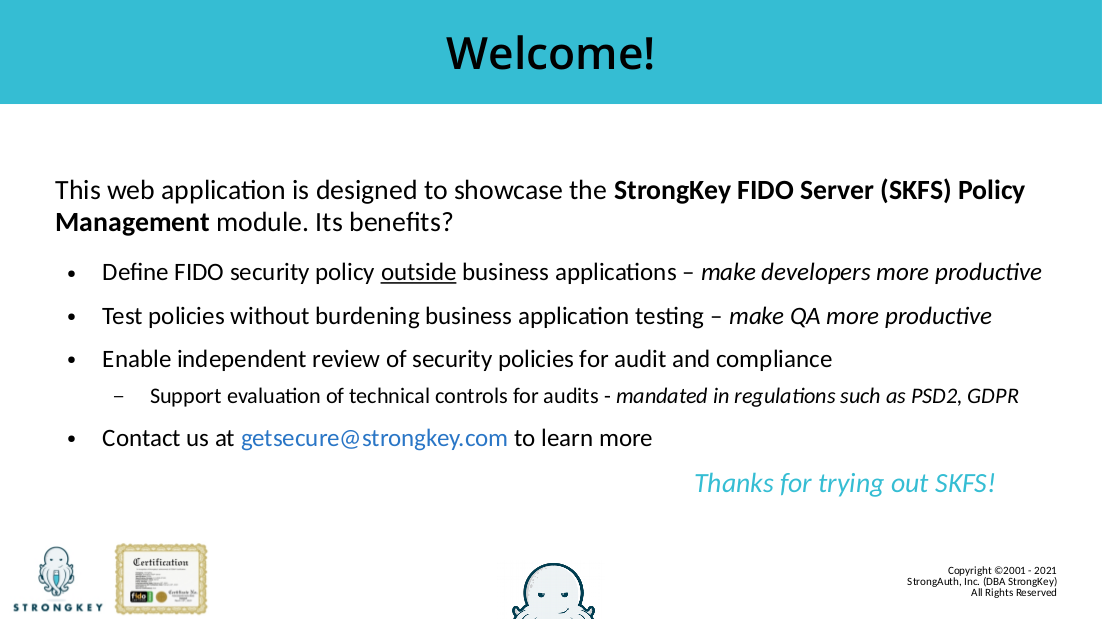 Welcome!
This web application is designed to showcase the StrongKey FIDO Server (SKFS) Policy
Management module. Its benefits?
• Define FIDO security policy outside business applications – make developers more productive
• Test policies without burdening business application testing – make QA more productive
• Enable independent review of security policies for audit and compliance
– Support evaluation of technical controls for audits - mandated in regulations such as PSD2, GDPR
• Contact us at getsecure@strongkey.com to learn more
Thanks for trying out SKFS!
STRONGKEY
Certification
fido
Copyright ©2001 - 2021
StrongAuth, Inc. (DBA StrongKey)
All Rights Reserved